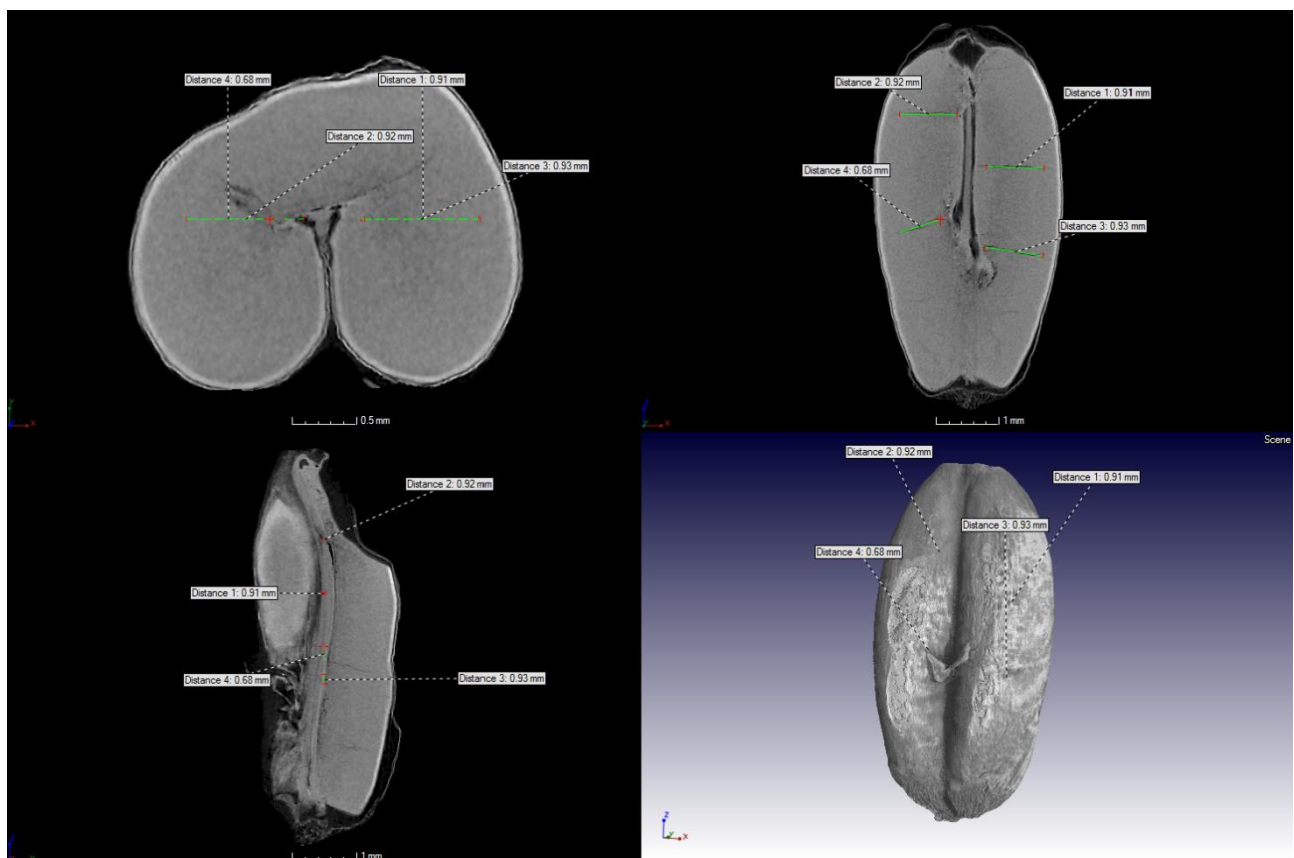 Distance 4: 0.68 mm
Distance 1: 0.91 mm
Distance 2: 0.92 mm
Distance 3: 0.93 mm
0.5 mm
y
x
Distance 2: 0.92 mm
Distance 1: 0.91 mm
Distance 4: 0.68 mm
Distance 3: 0.93 mm
1 mm
z
x
Distance 2: 0.92 mm
Distance 1: 0.91 mm
Distance 4: 0.68 mm
Distance 3: 0.93 mm
1 mm
Scene
Distance 2: 0.92 mm
Distance 1: 0.91 mm
Distance 3: 0.93 mm
Distance 4: 0.68 mm
z
y
x